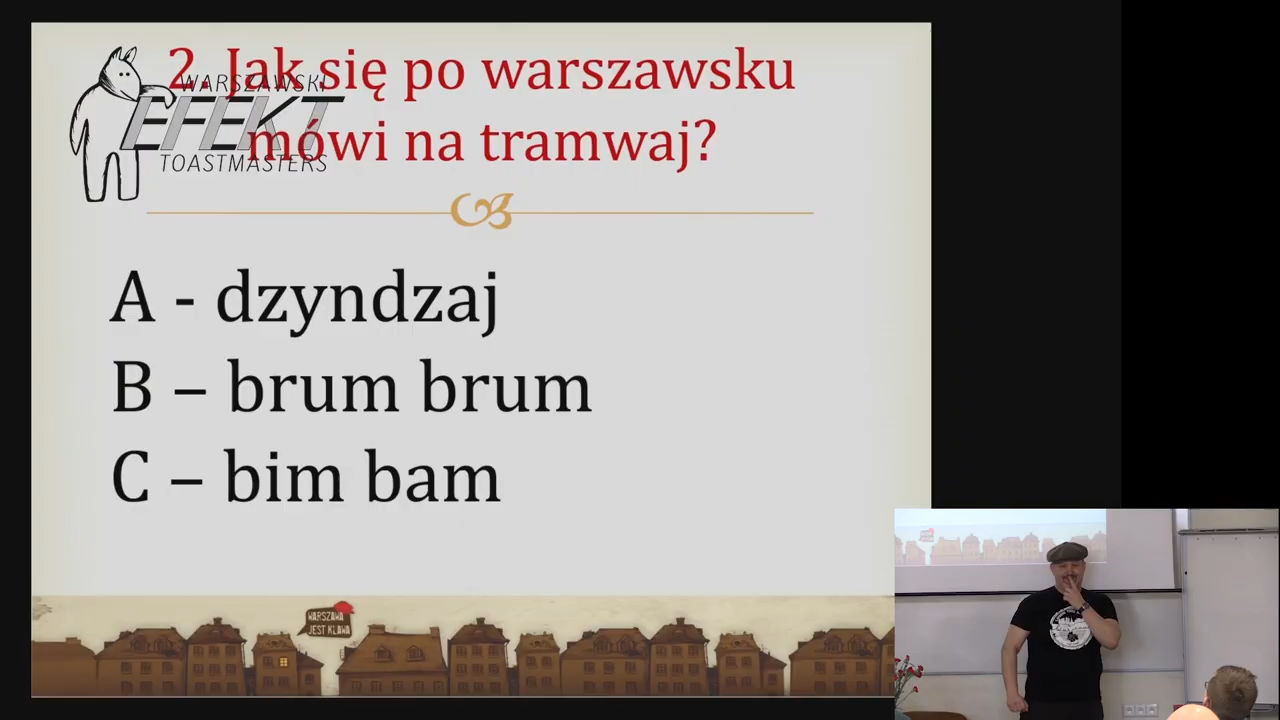 2. Jak się po warszawsku
mówi na tramwaj?
WARSZAWSKI
EFEKT
TOASTMASTERS
A - dzyndzaj
B – brum brum
C – bim bam
WARSZAWA
JEST KLAWA